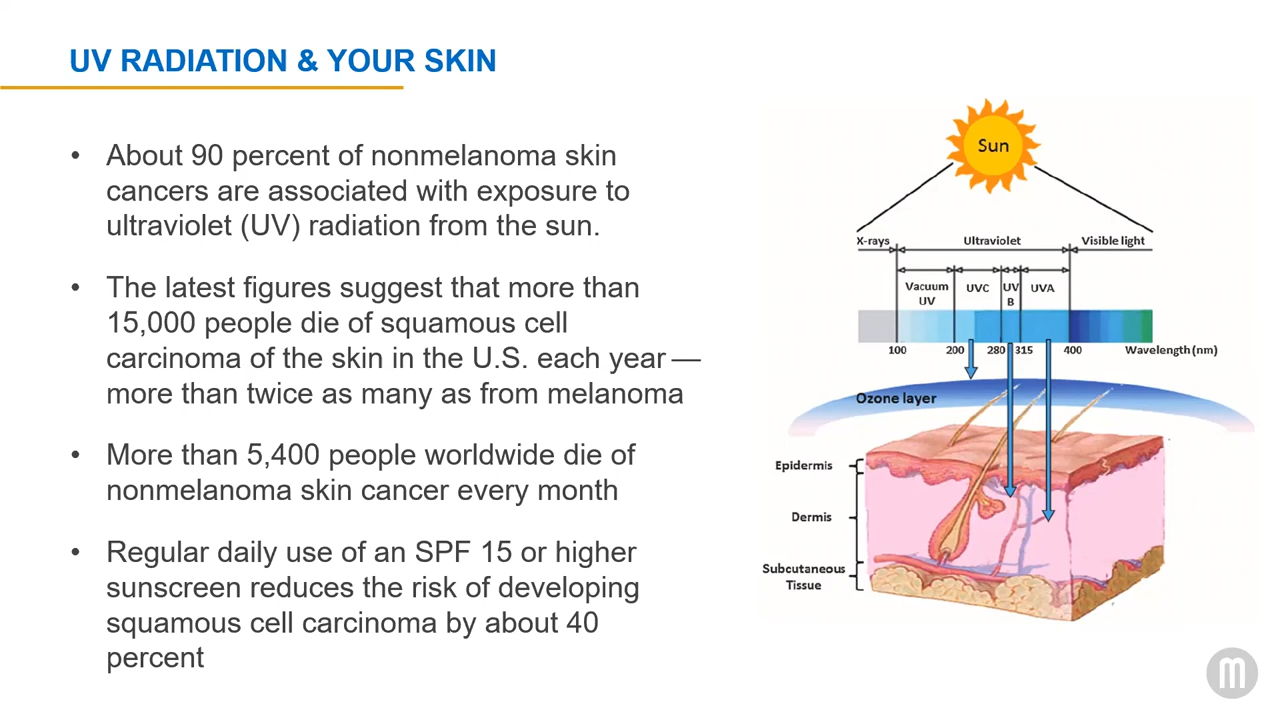 UV RADIATION & YOUR SKIN
• About 90 percent of nonmelanoma skin
cancers are associated with exposure to
ultraviolet (UV) radiation from the sun.
• The latest figures suggest that more than
15,000 people die of squamous cell
carcinoma of the skin in the U.S. each year —
more than twice as many as from melanoma
• More than 5,400 people worldwide die of
nonmelanoma skin cancer every month
• Regular daily use of an SPF 15 or higher
sunscreen reduces the risk of developing
squamous cell carcinoma by about 40
percent
Sun
X-rays Ultraviolet Visible light
Vacuum
UV
UVC
UV
B
UVA
100 200 280 315 400 Wavelength (nm)
Ozone layer
Epidermis
Dermis
Subcutaneous
Tissue
m